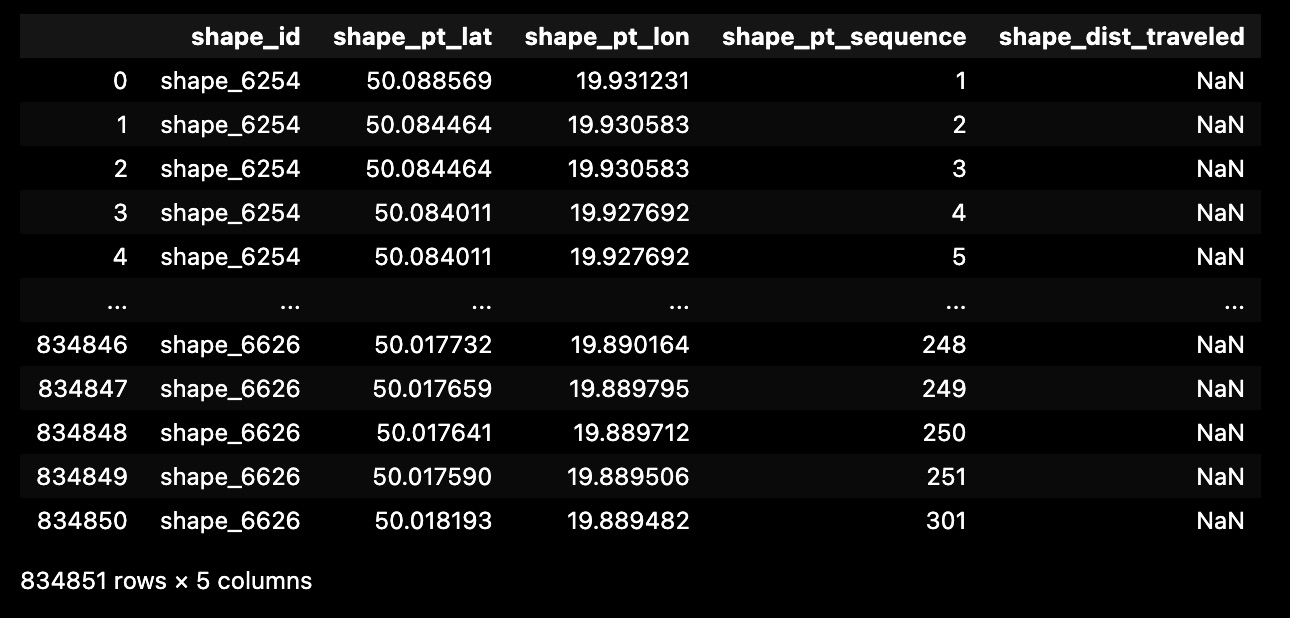 shape_id shape_pt_lat shape_pt_lon shape_pt_sequence shape_dist_traveled
0 shape_6254 50.088569 19.931231 1 NaN
1 shape_6254 50.084464 19.930583 2 NaN
2 shape_6254 50.084464 19.930583 3 NaN
3 shape_6254 50.084011 19.927692 4 NaN
4 shape_6254 50.084011 19.927692 5 NaN
... ... ... ... ... ...
834846 shape_6626 50.017732 19.890164 248 NaN
834847 shape_6626 50.017659 19.889795 249 NaN
834848 shape_6626 50.017641 19.889712 250 NaN
834849 shape_6626 50.017590 19.889506 251 NaN
834850 shape_6626 50.018193 19.889482 301 NaN
834851 rows × 5 columns